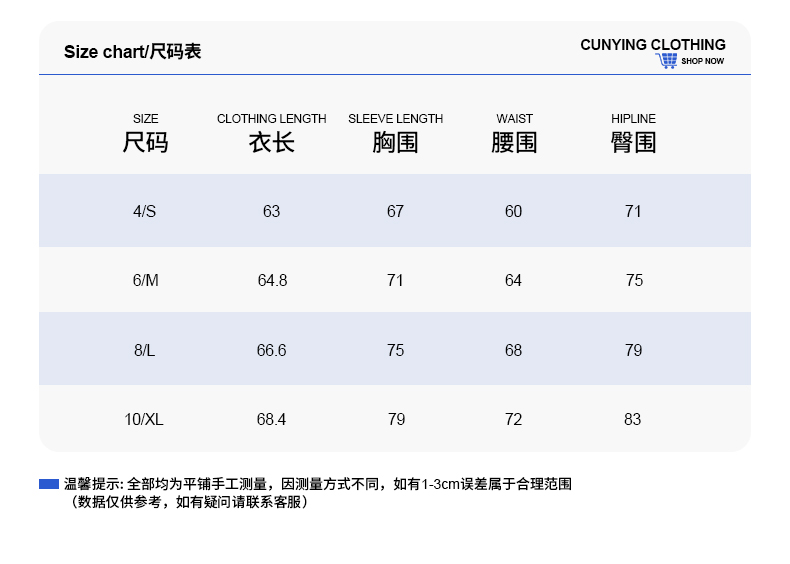 Size chart/尺码表
CUNYING CLOTHING
SHOP NOW
SIZE CLOTHING LENGTH SLEEVE LENGTH WAIST HIPLINE
尺码 衣长 胸围 腰围 臀围
4/S 63 67 60 71
6/M 64.8 71 64 75
8/L 66.6 75 68 79
10/XL 68.4 79 72 83
温馨提示: 全部均为平铺手工测量，因测量方式不同，如有1-3cm误差属于合理范围
（数据仅供参考，如有疑问请联系客服）